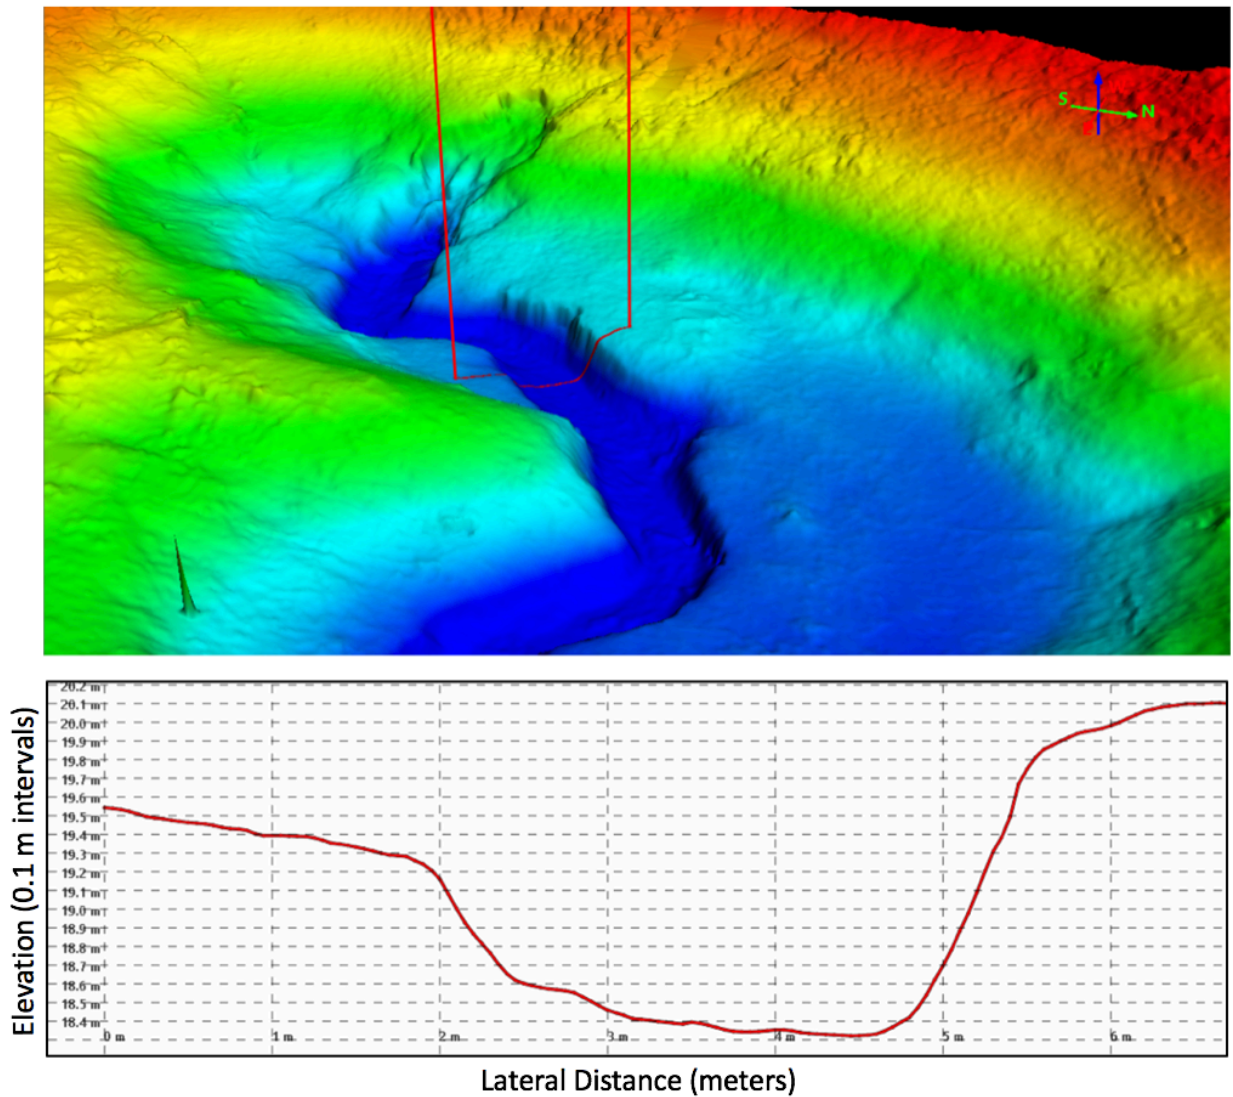 S
N
Elevation (0.1 m intervals)
20.2 m
20.1 m
20.0 m
19.9 m
19.8 m
19.7 m
19.6 m
19.5 m
19.4 m
19.3 m
19.2 m
19.1 m
19.0 m
18.9 m
18.8 m
18.7 m
18.6 m
18.5 m
18.4 m
0 m 1 m 2 m 3 m 4 m 5 m 6 m
Lateral Distance (meters)